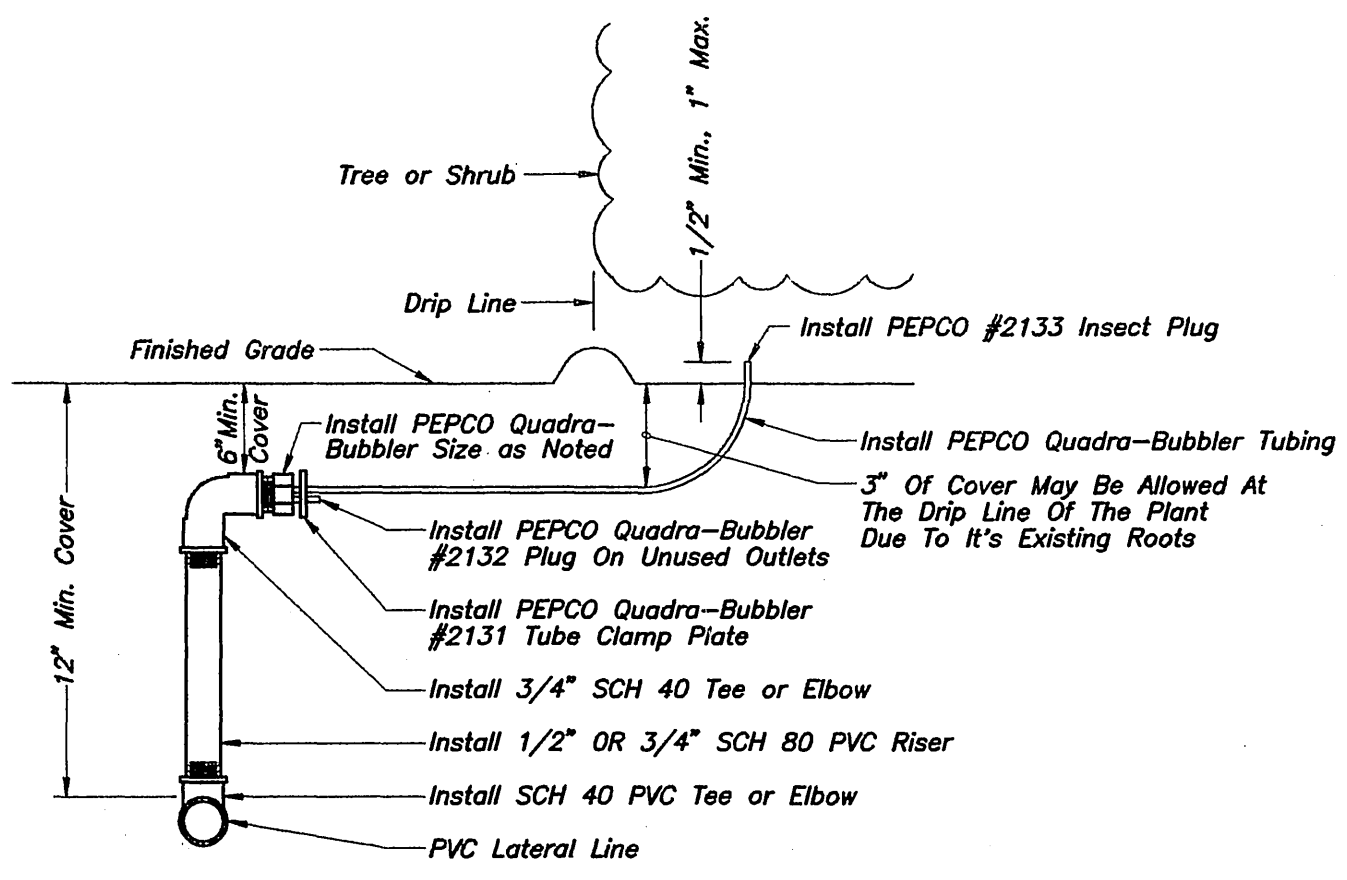 1/2" Min., 1" Max.
Tree or Shrub
Drip Line
Install PEPCO #2133 Insect Plug
Finished Grade
6"Min.
Cover
Install PEPCO Quadra-
Bubbler Size as Noted
Install PEPCO Quadra-Bubbler Tubing
3" Of Cover May Be Allowed At
The Drip Line Of The Plant
Due To It's Existing Roots
Install PEPCO Quadra-Bubbler
#2132 Plug On Unused Outlets
12" Min. Cover
Install PEPCO Quadra-Bubbler
#2131 Tube Clamp Plate
Install 3/4" SCH 40 Tee or Elbow
Install 1/2" OR 3/4" SCH 80 PVC Riser
Install SCH 40 PVC Tee or Elbow
PVC Lateral Line